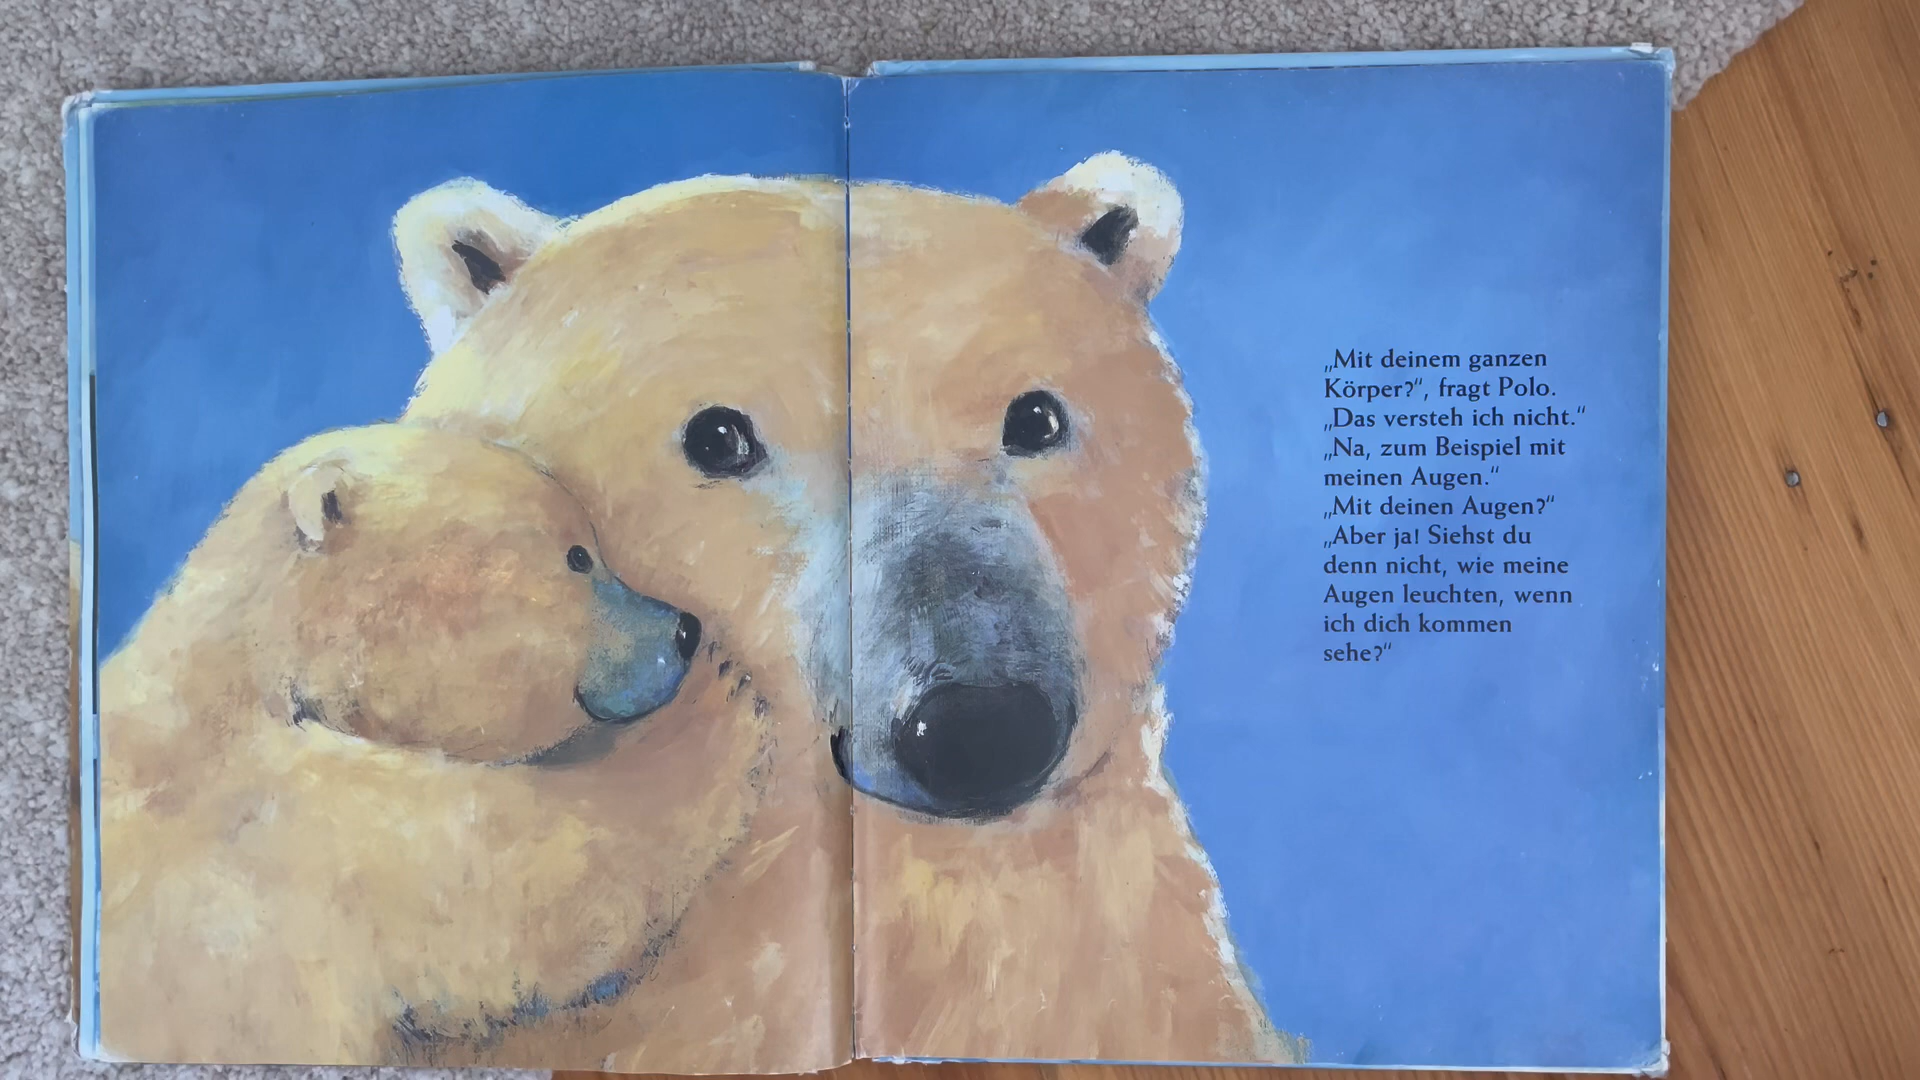 „Mit deinem ganzen
Körper?“, fragt Polo.
„Das versteh ich nicht.“
„Na, zum Beispiel mit
meinen Augen.“
„Mit deinen Augen?“
„Aber ja! Siehst du
denn nicht, wie meine
Augen leuchten, wenn
ich dich kommen
sehe?“